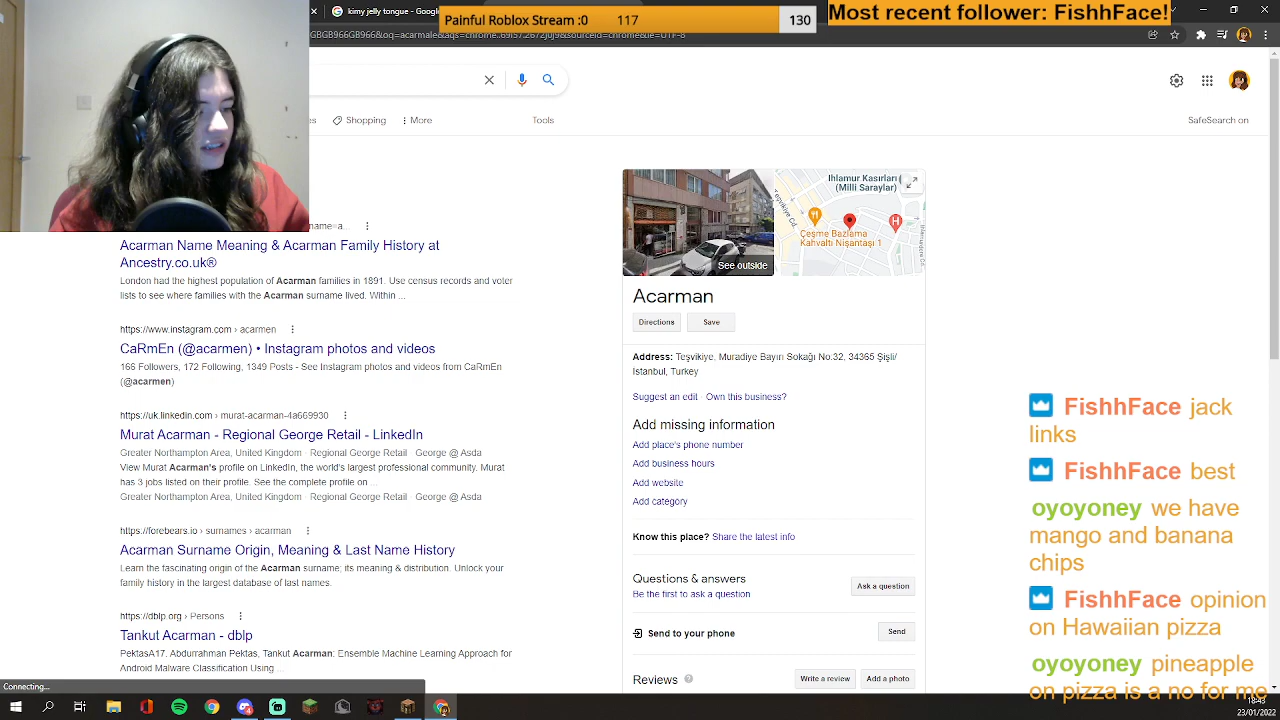 kimy jelly tong
Painful Roblox Stream :0 117 130
Most recent follower: FishhFace!
Shopping
More
Tools
SafeSearch on
Acarman Name Meaning & Acarman Family History at
Ancestry.co.uk®
London had the highest population of Acarman families in 1891. Use census records and voter
lists to see where families with the Acarman surname lived. Within ...
https://www.instagram.com › acarmen
CaRmEn (@acarmen) • Instagram photos and videos
166 Followers, 172 Following, 1349 Posts - See Instagram photos and videos from CaRmEn
(@acarmen)
https://uk.linkedin.com › murat-acarman-4a669930
Murat Acarman - Regional George Retail - LinkedIn
Greater Northampton Area, United Kingdom · Regional George Retail · George @ Asda
View Murat Acarman's profile on LinkedIn, the world's largest professional community. Murat
has 3 jobs listed on their profile. See the complete profile on ...
Greater Northampton Area, United Kingdom · Regional George Retail · George @ Asda
https://forebears.io › surnames › acarman
Acarman Surname Origin, Meaning & Last Name History
Learn the fascinating origin of the Acarman surname; its meaning & distribution. Unlock your
family history in the largest database of last names.
https://dblp.org › Persons
Tankut Acarman - dblp
PektasA17. Abdurrahman Pektas, Tankut Acarman: Ensemble Machine Learning Approach for
Android Malware Classification Using ...
Connecting...
See outside
Ihlamur Kasırları
(Milli Saraylar)
Teşvikiye Cd.
Çeşme Bazlama
Kahvaltı Nişantaşı 1
H
Acarman
Directions
Save
Address: Teşvikiye, Muradiye Bayırı Sokağı No:32, 34365 Şişli/
Istanbul, Turkey
Suggest an edit · Own this business?
Add missing information
Add place's phone number
Add business hours
Add website
Add category
Know this place? Share the latest info
Questions & answers
Be the first to ask a question
Ask a question
Send to your phone
Send
Reviews
Write a review
Add a photo
FishhFace jack
links
FishhFace best
oyoyoney we have
mango and banana
chips
FishhFace opinion
on Hawaiian pizza
oyoyoney pineapple
on pizza is a no for me
18:43
23/01/2022